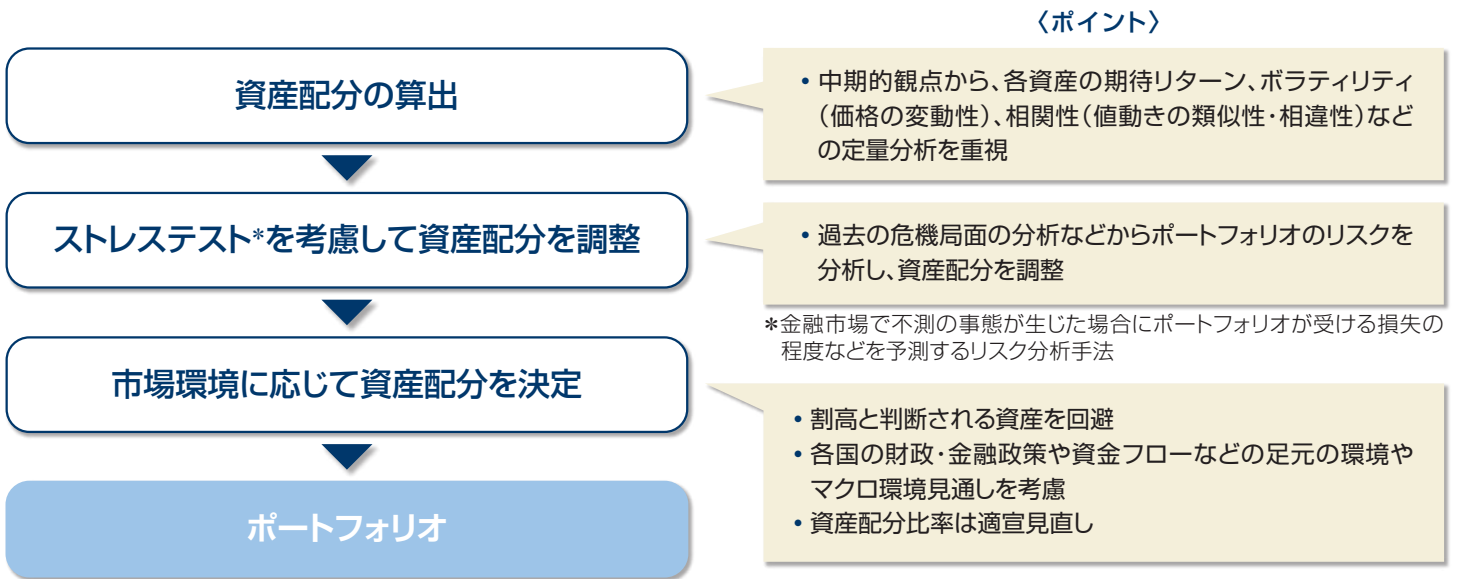 〈ポイント〉
資産配分の算出
• 中期的観点から、各資産の期待リターン、ボラティリティ
（価格の変動性）、相関性（値動きの類似性・相違性）など
の定量分析を重視
ストレステスト*を考慮して資産配分を調整
• 過去の危機局面の分析などからポートフォリオのリスクを
分析し、資産配分を調整
*金融市場で不測の事態が生じた場合にポートフォリオが受ける損失の
程度などを予測するリスク分析手法
市場環境に応じて資産配分を決定
• 割高と判断される資産を回避
• 各国の財政・金融政策や資金フローなどの足元の環境や
マクロ環境見通しを考慮
• 資産配分比率は適宜見直し
ポートフォリオ